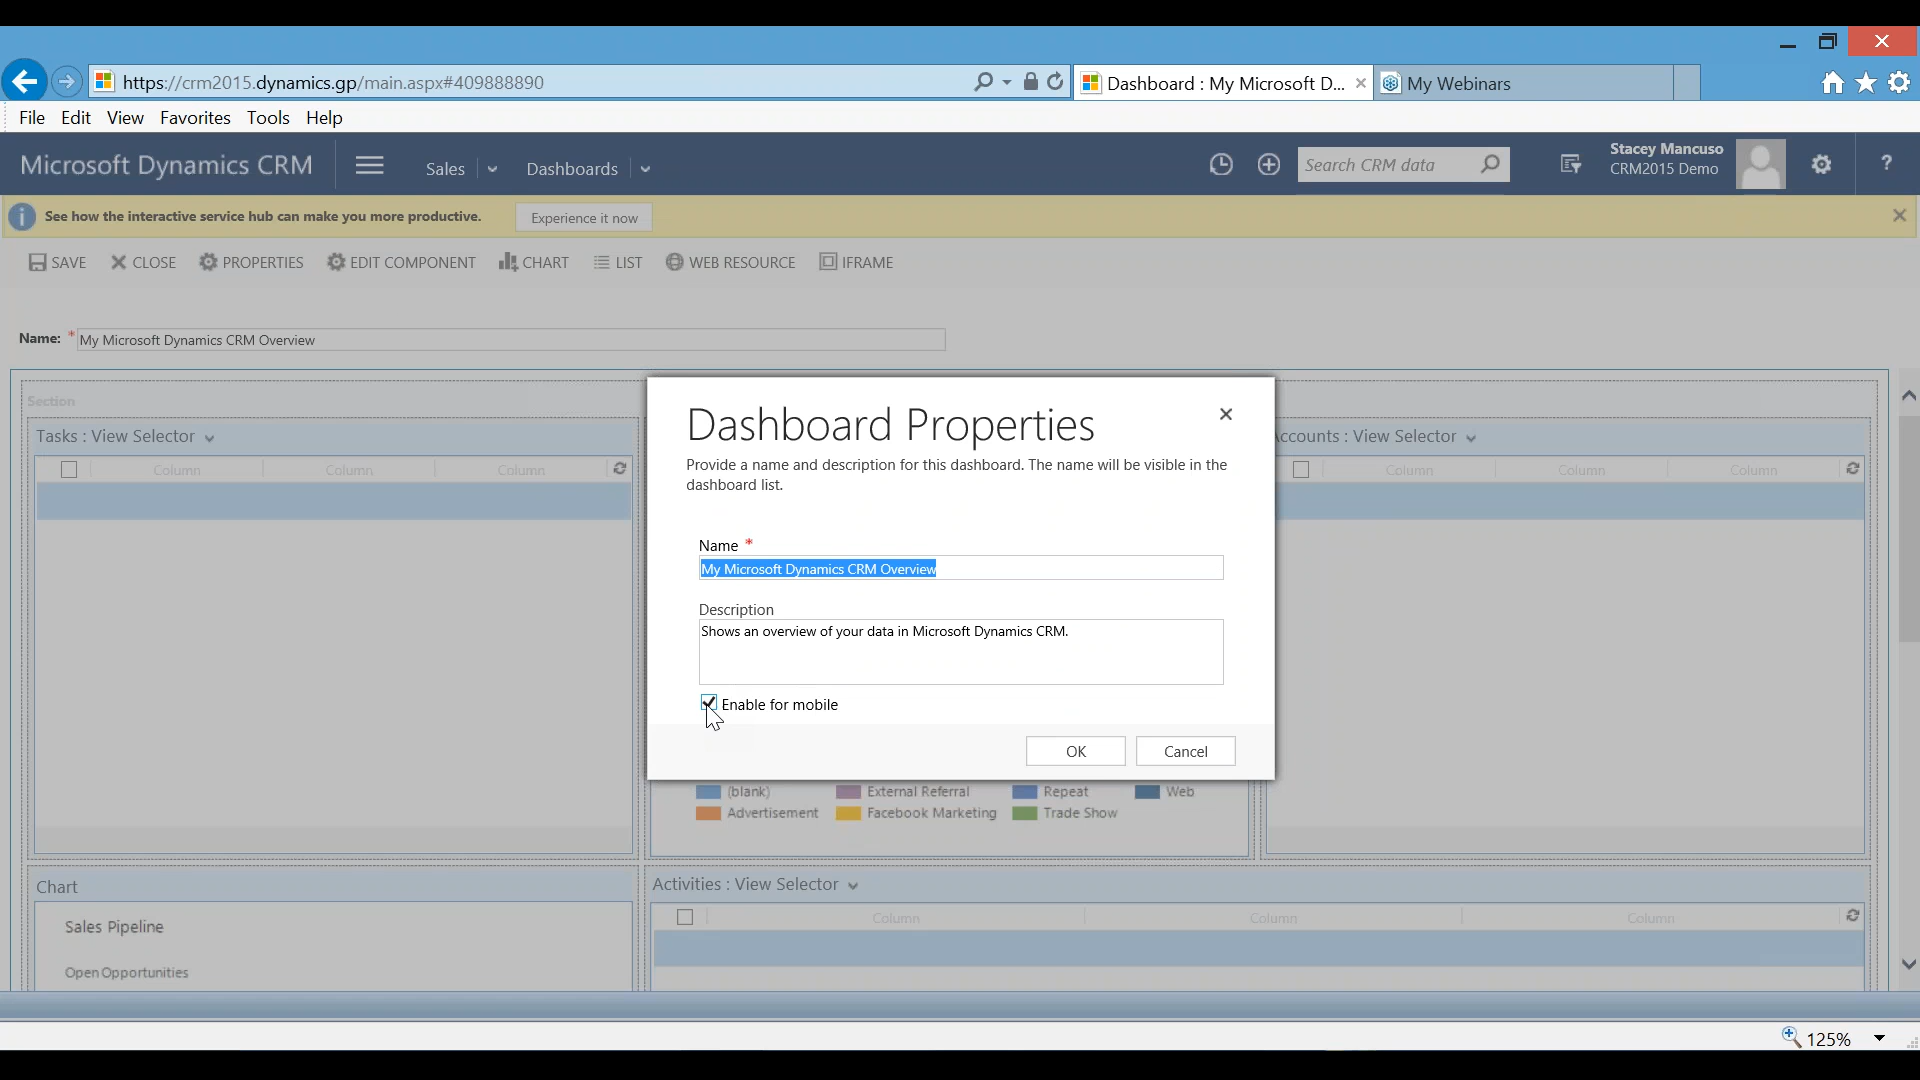 https://crm2015.dynamics.gp/main.aspx#409888890
Dashboard : My Microsoft D...
My Webinars
File Edit View Favorites Tools Help
Microsoft Dynamics CRM
Sales
Dashboards
Search CRM data
Stacey Mancuso
CRM2015 Demo
?
i
See how the interactive service hub can make you more productive.
Experience it now
SAVE
CLOSE
PROPERTIES
EDIT COMPONENT
CHART
LIST
WEB RESOURCE
IFRAME
Name: *
My Microsoft Dynamics CRM Overview
Section
Tasks : View Selector
Column Column Column
Dashboard Properties
Provide a name and description for this dashboard. The name will be visible in the
dashboard list.
Name *
My Microsoft Dynamics CRM Overview
Description
Shows an overview of your data in Microsoft Dynamics CRM.
Enable for mobile
OK
Cancel
ccounts : View Selector
Column Column Column
(blank) External Referral Repeat Web
Advertisement Facebook Marketing Trade Show
Chart
Sales Pipeline
Open Opportunities
Activities : View Selector
Column Column Column
125%